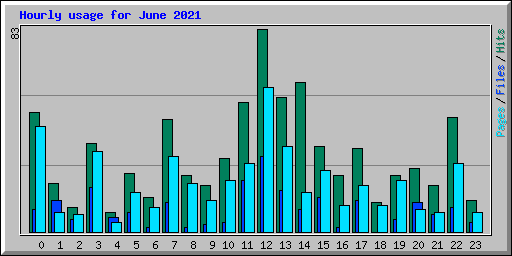 Hourly usage for June 2021
83
Pages/Files/Hits
0 1 2 3 4 5 6 7 8 9 10 11 12 13 14 15 16 17 18 19 20 21 22 23